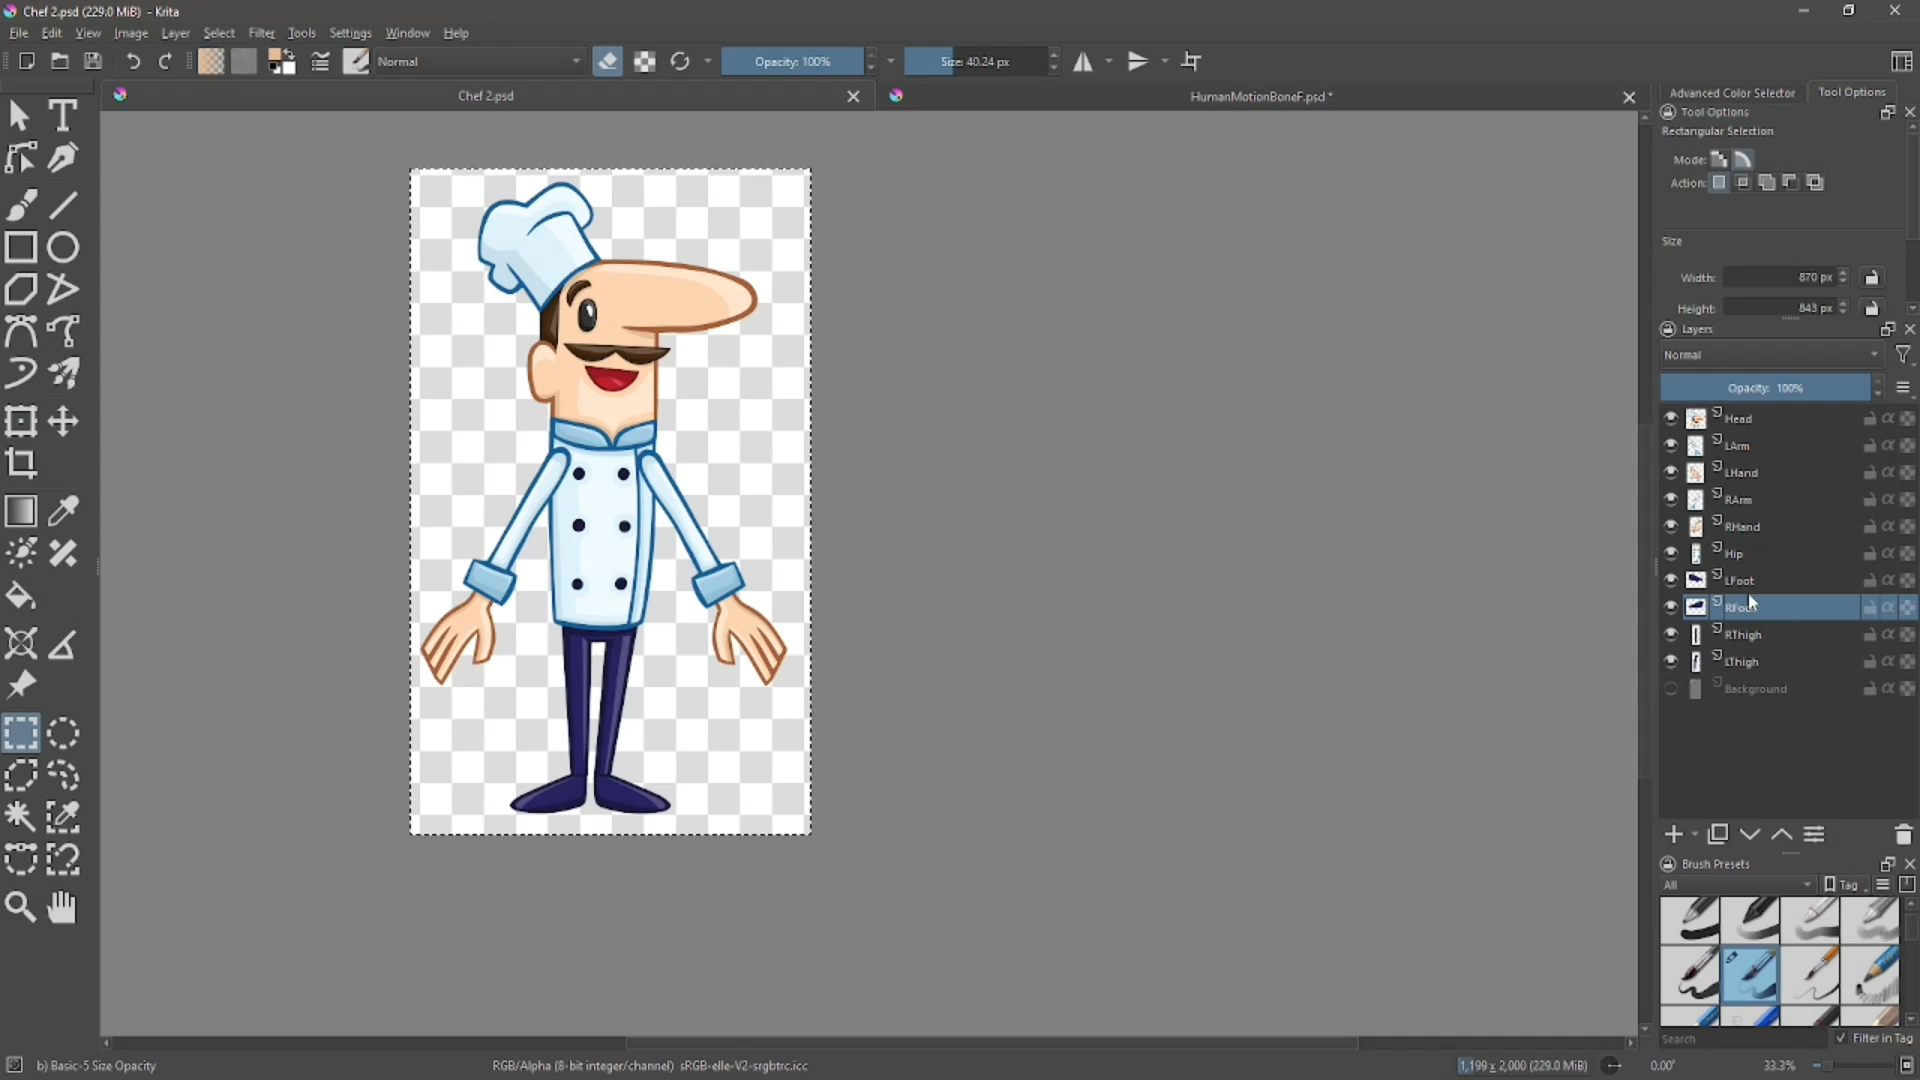 Chef 2.psd (229.0 MiB) - Krita
File Edit View Image Layer Select Filter Tools Settings Window Help
Normal
Opacity: 100%
Size: 40.24 px
Chef 2.psd
HumanMotionBoneF.psd *
Advanced Color Selector
Tool Options
Tool Options
Rectangular Selection
Mode:
Action:
Size
Width: 870 px
Height: 843 px
Layers
Normal
Opacity: 100%
Head
LArm
LHand
RArm
RHand
Hip
LFoot
RFoot
RThigh
LThigh
Background
Brush Presets
All
Tag
Search
Filter in Tag
b) Basic-5 Size Opacity
RGB/Alpha (8-bit integer/channel) sRGB-elle-V2-srgbtrc.icc
1,199 x 2,000 (229.0 MiB)
0.00°
33.3%